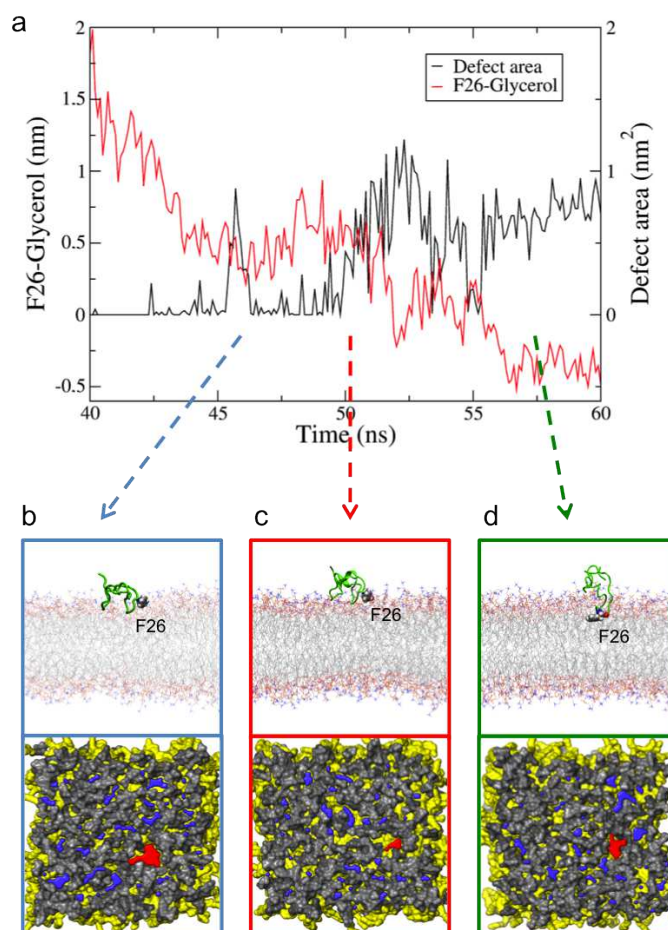 a
2
1.5
1
0.5
0
-0.5
F26-Glycerol (nm)
Defect area
F26-Glycerol
2
1
0
Defect area (nm²)
40 45 50 55 60
Time (ns)
b c d
F26 F26 F26